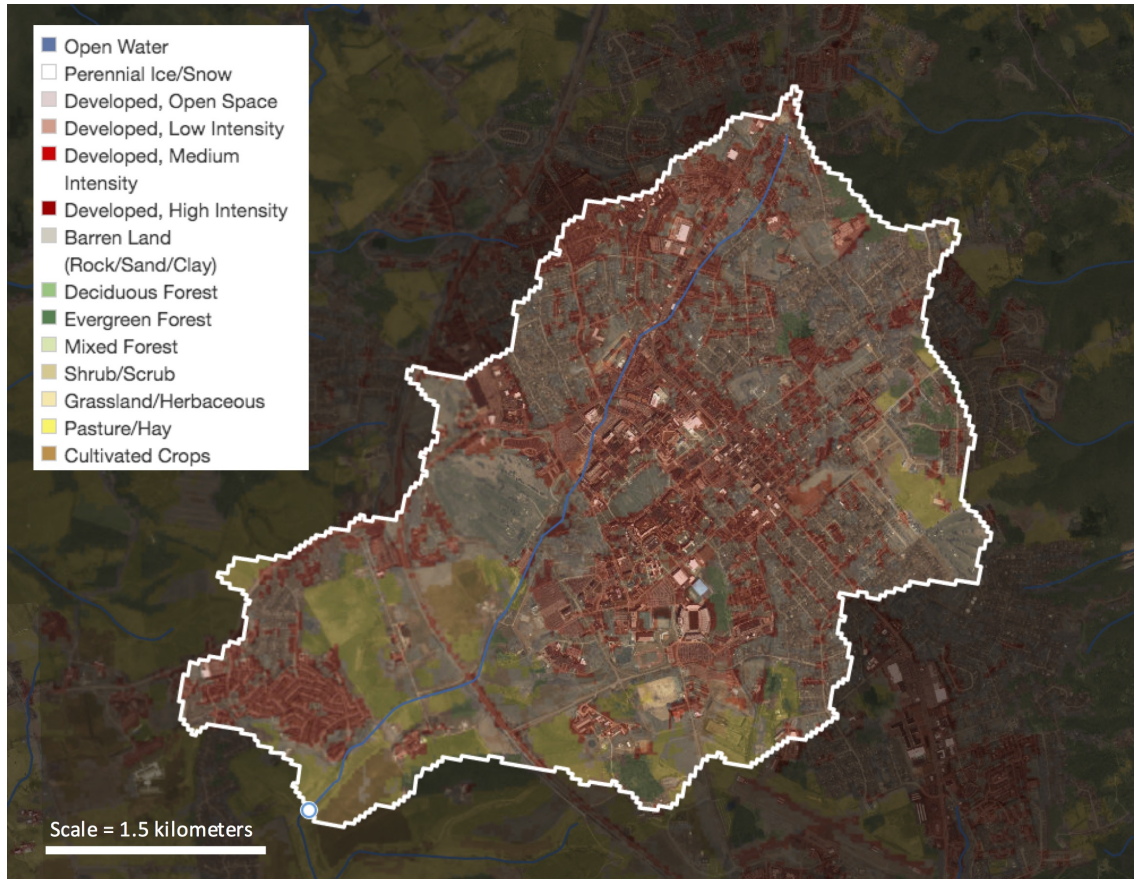 Open Water
Perennial Ice/Snow
Developed, Open Space
Developed, Low Intensity
Developed, Medium
Intensity
Developed, High Intensity
Barren Land
(Rock/Sand/Clay)
Deciduous Forest
Evergreen Forest
Mixed Forest
Shrub/Scrub
Grassland/Herbaceous
Pasture/Hay
Cultivated Crops
Scale = 1.5 kilometers